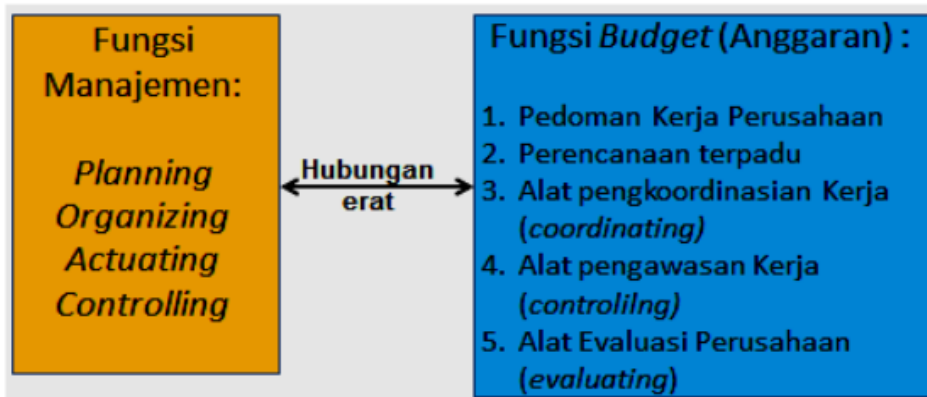 Fungsi
Manajemen:
Planning
Organizing
Actuating
Controlling
Hubungan
erat
Fungsi Budget (Anggaran) :
1. Pedoman Kerja Perusahaan
2. Perencanaan terpadu
3. Alat pengkoordinasian Kerja
(coordinating)
4. Alat pengawasan Kerja
(controlilng)
5. Alat Evaluasi Perusahaan
(evaluating)